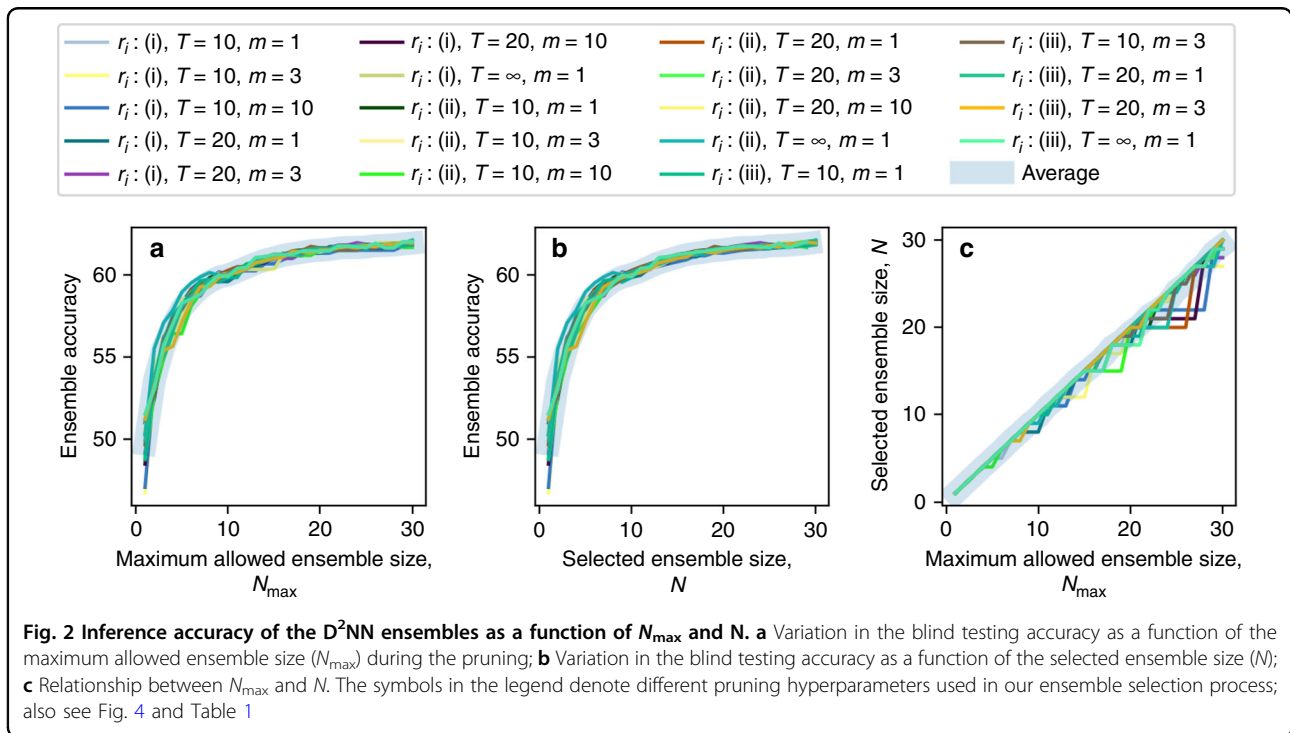 r_i : (i), T = 10, m = 1
r_i : (i), T = 10, m = 3
r_i : (i), T = 10, m = 10
r_i : (i), T = 20, m = 1
r_i : (i), T = 20, m = 3
r_i : (i), T = 20, m = 10
r_i : (i), T = ∞, m = 1
r_i : (ii), T = 10, m = 1
r_i : (ii), T = 10, m = 3
r_i : (ii), T = 10, m = 10
r_i : (ii), T = 20, m = 1
r_i : (ii), T = 20, m = 3
r_i : (ii), T = 20, m = 10
r_i : (ii), T = ∞, m = 1
r_i : (iii), T = 10, m = 1
r_i : (iii), T = 10, m = 3
r_i : (iii), T = 20, m = 1
r_i : (iii), T = 20, m = 3
r_i : (iii), T = ∞, m = 1
Average
a
Ensemble accuracy
60
55
50
0 10 20 30
Maximum allowed ensemble size,
N_max
b
Ensemble accuracy
60
55
50
0 10 20 30
Selected ensemble size,
N
c
Selected ensemble size, N
30
20
10
0
0 10 20 30
Maximum allowed ensemble size,
N_max
Fig. 2 Inference accuracy of the D²NN ensembles as a function of N_max and N. a Variation in the blind testing accuracy as a function of the
maximum allowed ensemble size (N_max) during the pruning; b Variation in the blind testing accuracy as a function of the selected ensemble size (N);
c Relationship between N_max and N. The symbols in the legend denote different pruning hyperparameters used in our ensemble selection process;
also see Fig. 4 and Table 1